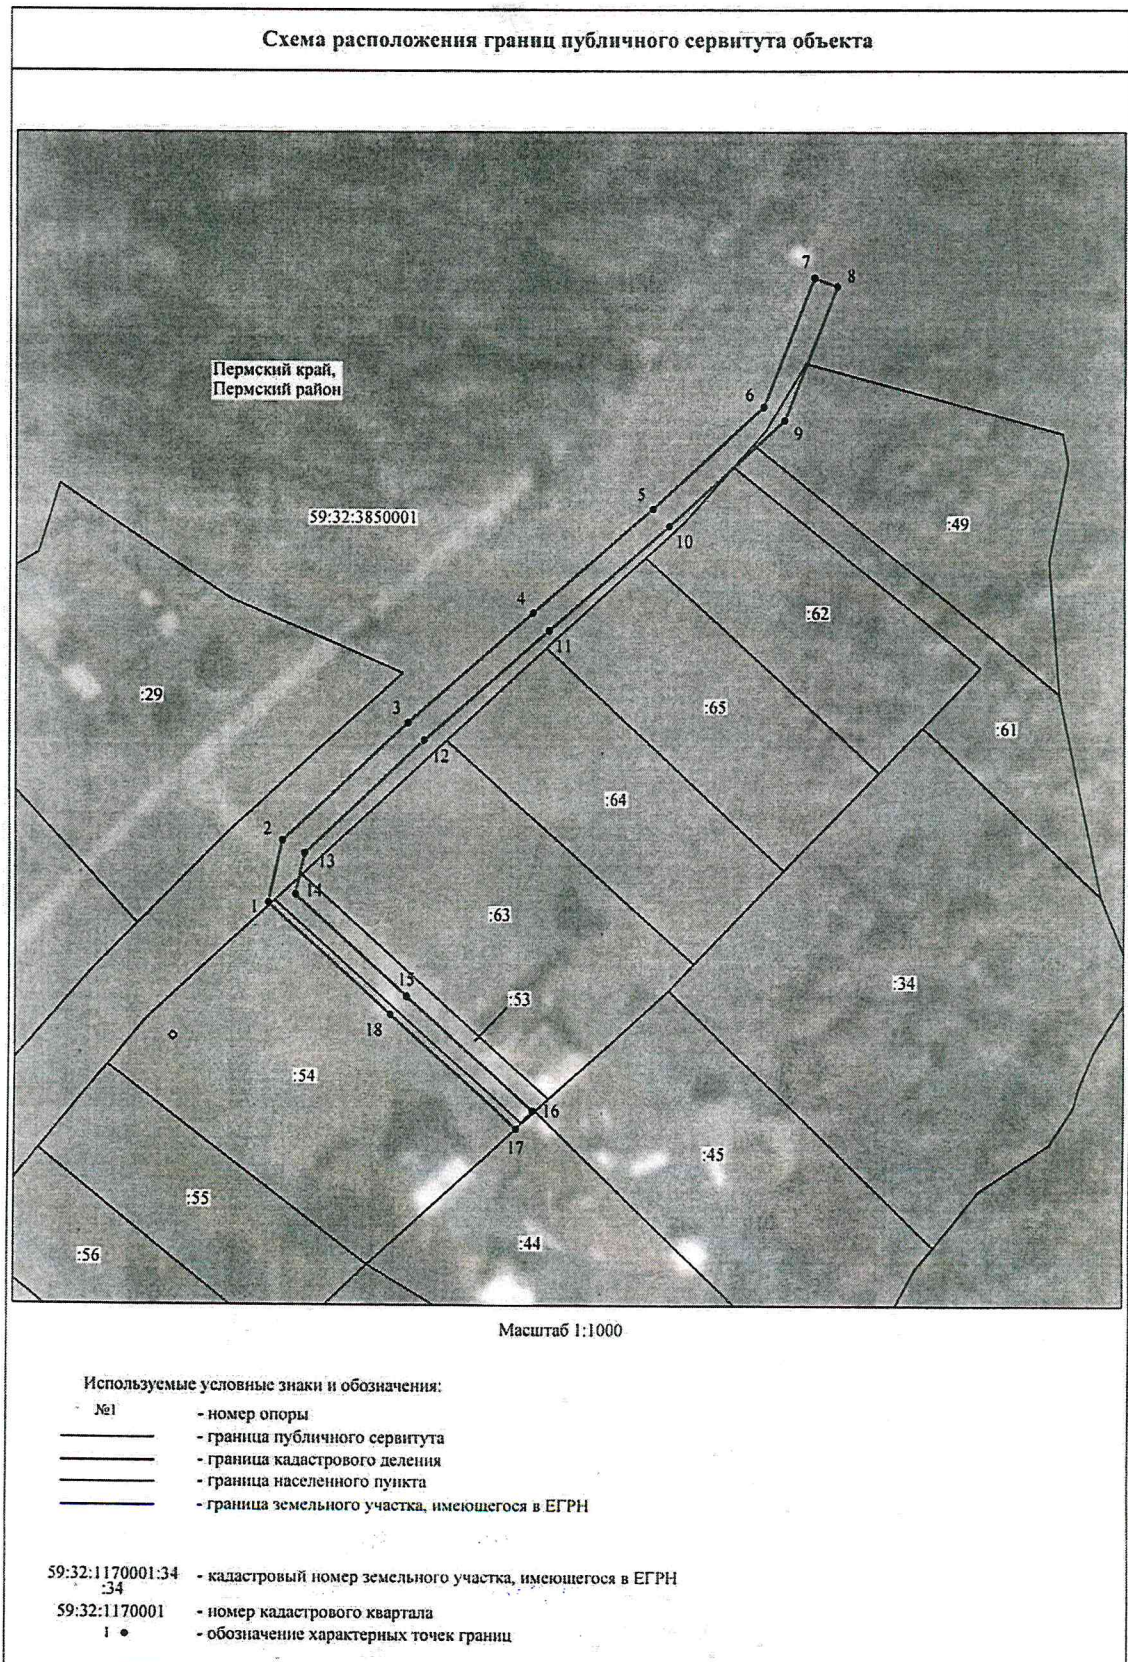 Схема расположения границ публичного сервитута объекта
7
8
Пермский край,
Пермский район
6
9
5
59:32:3850001
:49
10
4
:62
11
:29
3
:65
:61
12
:64
2
13
14
1
:63
15
:53
:34
18
:54
16
17
:45
:55
:44
:56
Масштаб 1:1000
Используемые условные знаки и обозначения:
№1 - номер опоры
- граница публичного сервитута
- граница кадастрового деления
- граница населенного пункта
- граница земельного участка, имеющегося в ЕГРН
59:32:1170001:34 - кадастровый номер земельного участка, имеющегося в ЕГРН
:34
59:32:1170001 - номер кадастрового квартала
1 - обозначение характерных точек границ